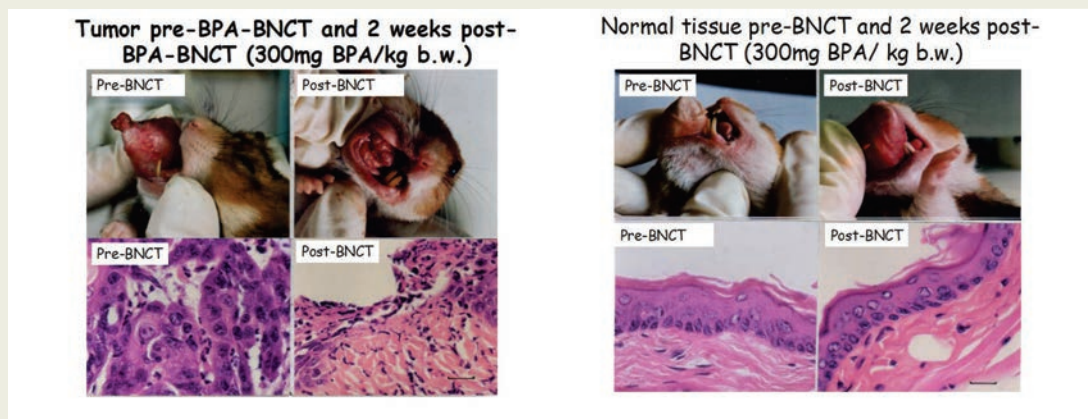 Tumor pre-BPA-BNCT and 2 weeks post-
BPA-BNCT (300mg BPA/kg b.w.)
Pre-BNCT
Post-BNCT
Pre-BNCT
Post-BNCT
Normal tissue pre-BNCT and 2 weeks post-
BNCT (300mg BPA/ kg b.w.)
Pre-BNCT
Post-BNCT
Pre-BNCT
Post-BNCT